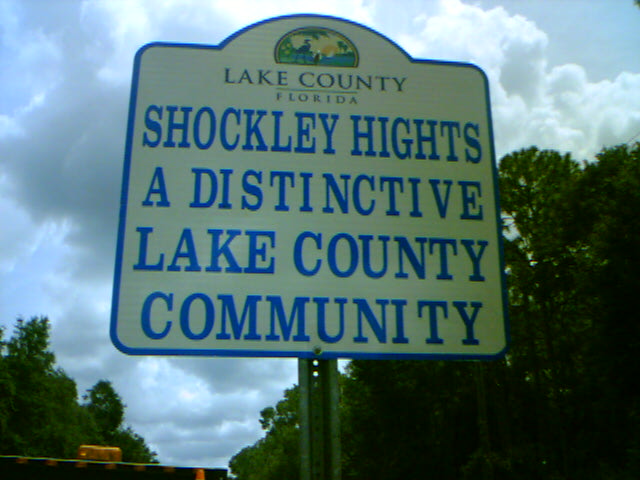 LAKE COUNTY
FLORIDA
SHOCKLEY HIGHTS
A DISTINCTIVE
LAKE COUNTY
COMMUNITY